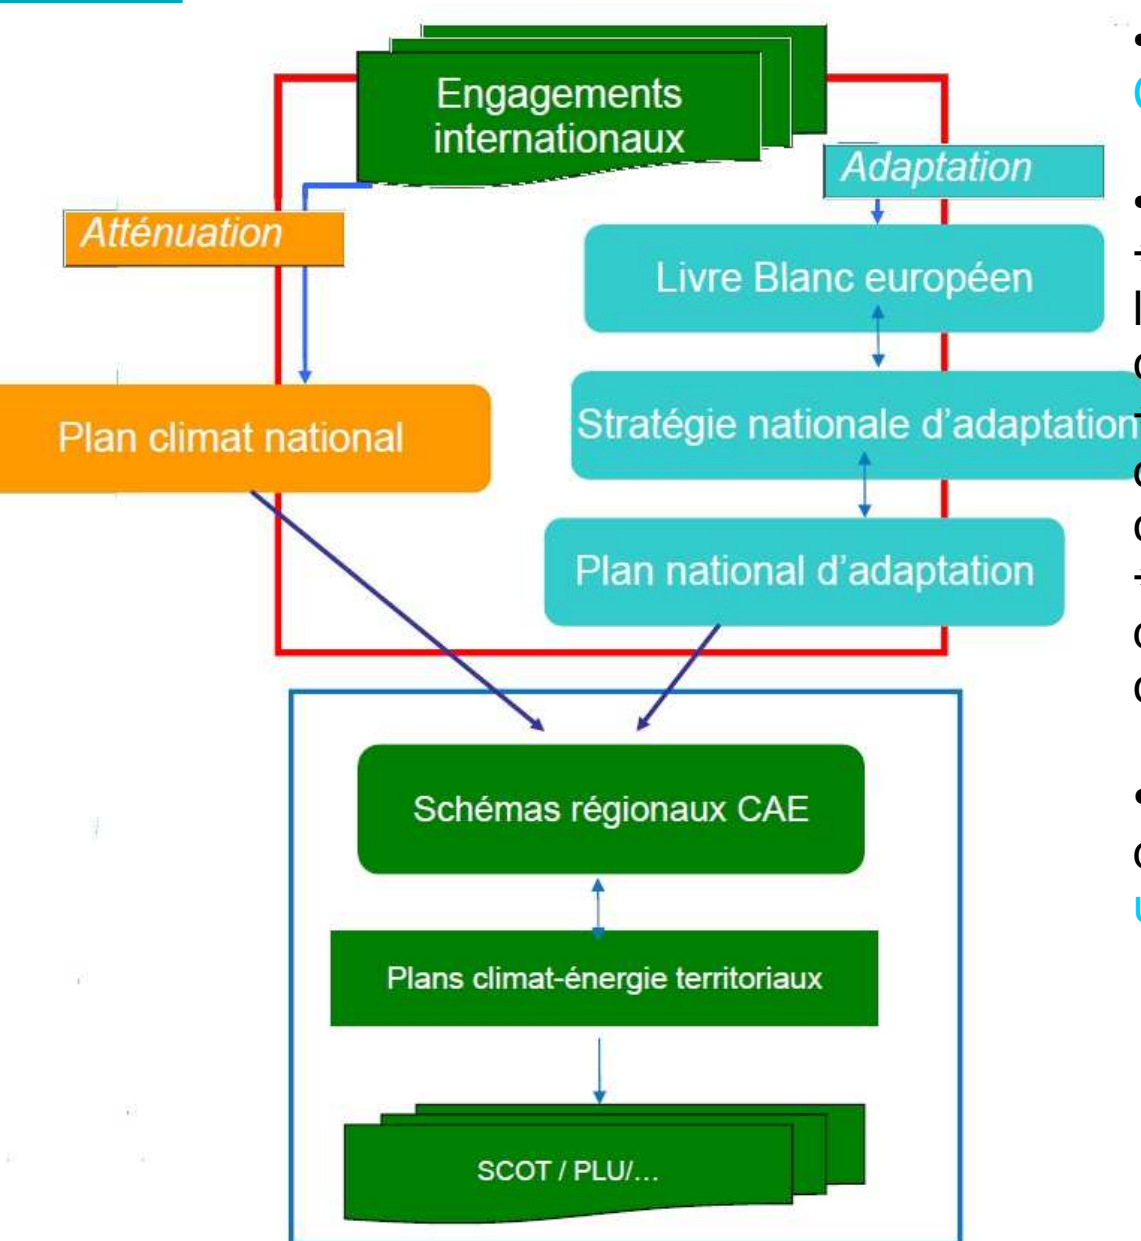 Engagements
internationaux
Adaptation
Atténuation
Livre Blanc européen
Plan climat national
Stratégie nationale d'adaptation
Plan national d'adaptation
Schémas régionaux CAE
Plans climat-énergie territoriaux
SCOT / PLU/...